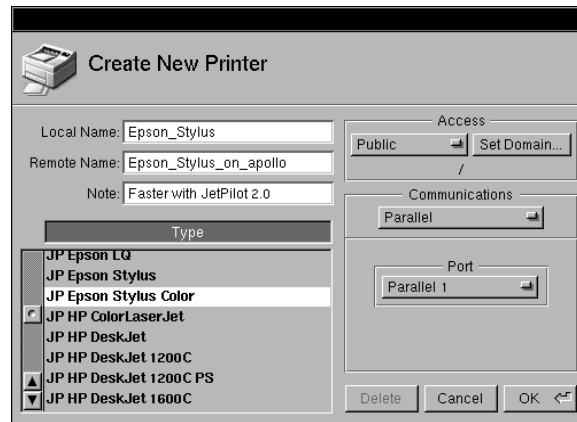 Create New Printer
Local Name: Epson_Stylus
Remote Name: Epson_Stylus_on_apollo
Note: Faster with JetPilot 2.0
Type
JP Epson LQ
JP Epson Stylus
JP Epson Stylus Color
JP HP ColorLaserJet
JP HP DeskJet
JP HP DeskJet 1200C
JP HP DeskJet 1200C PS
JP HP DeskJet 1600C
Access
Public Set Domain...
/
Communications
Parallel
Port
Parallel 1
Delete Cancel OK